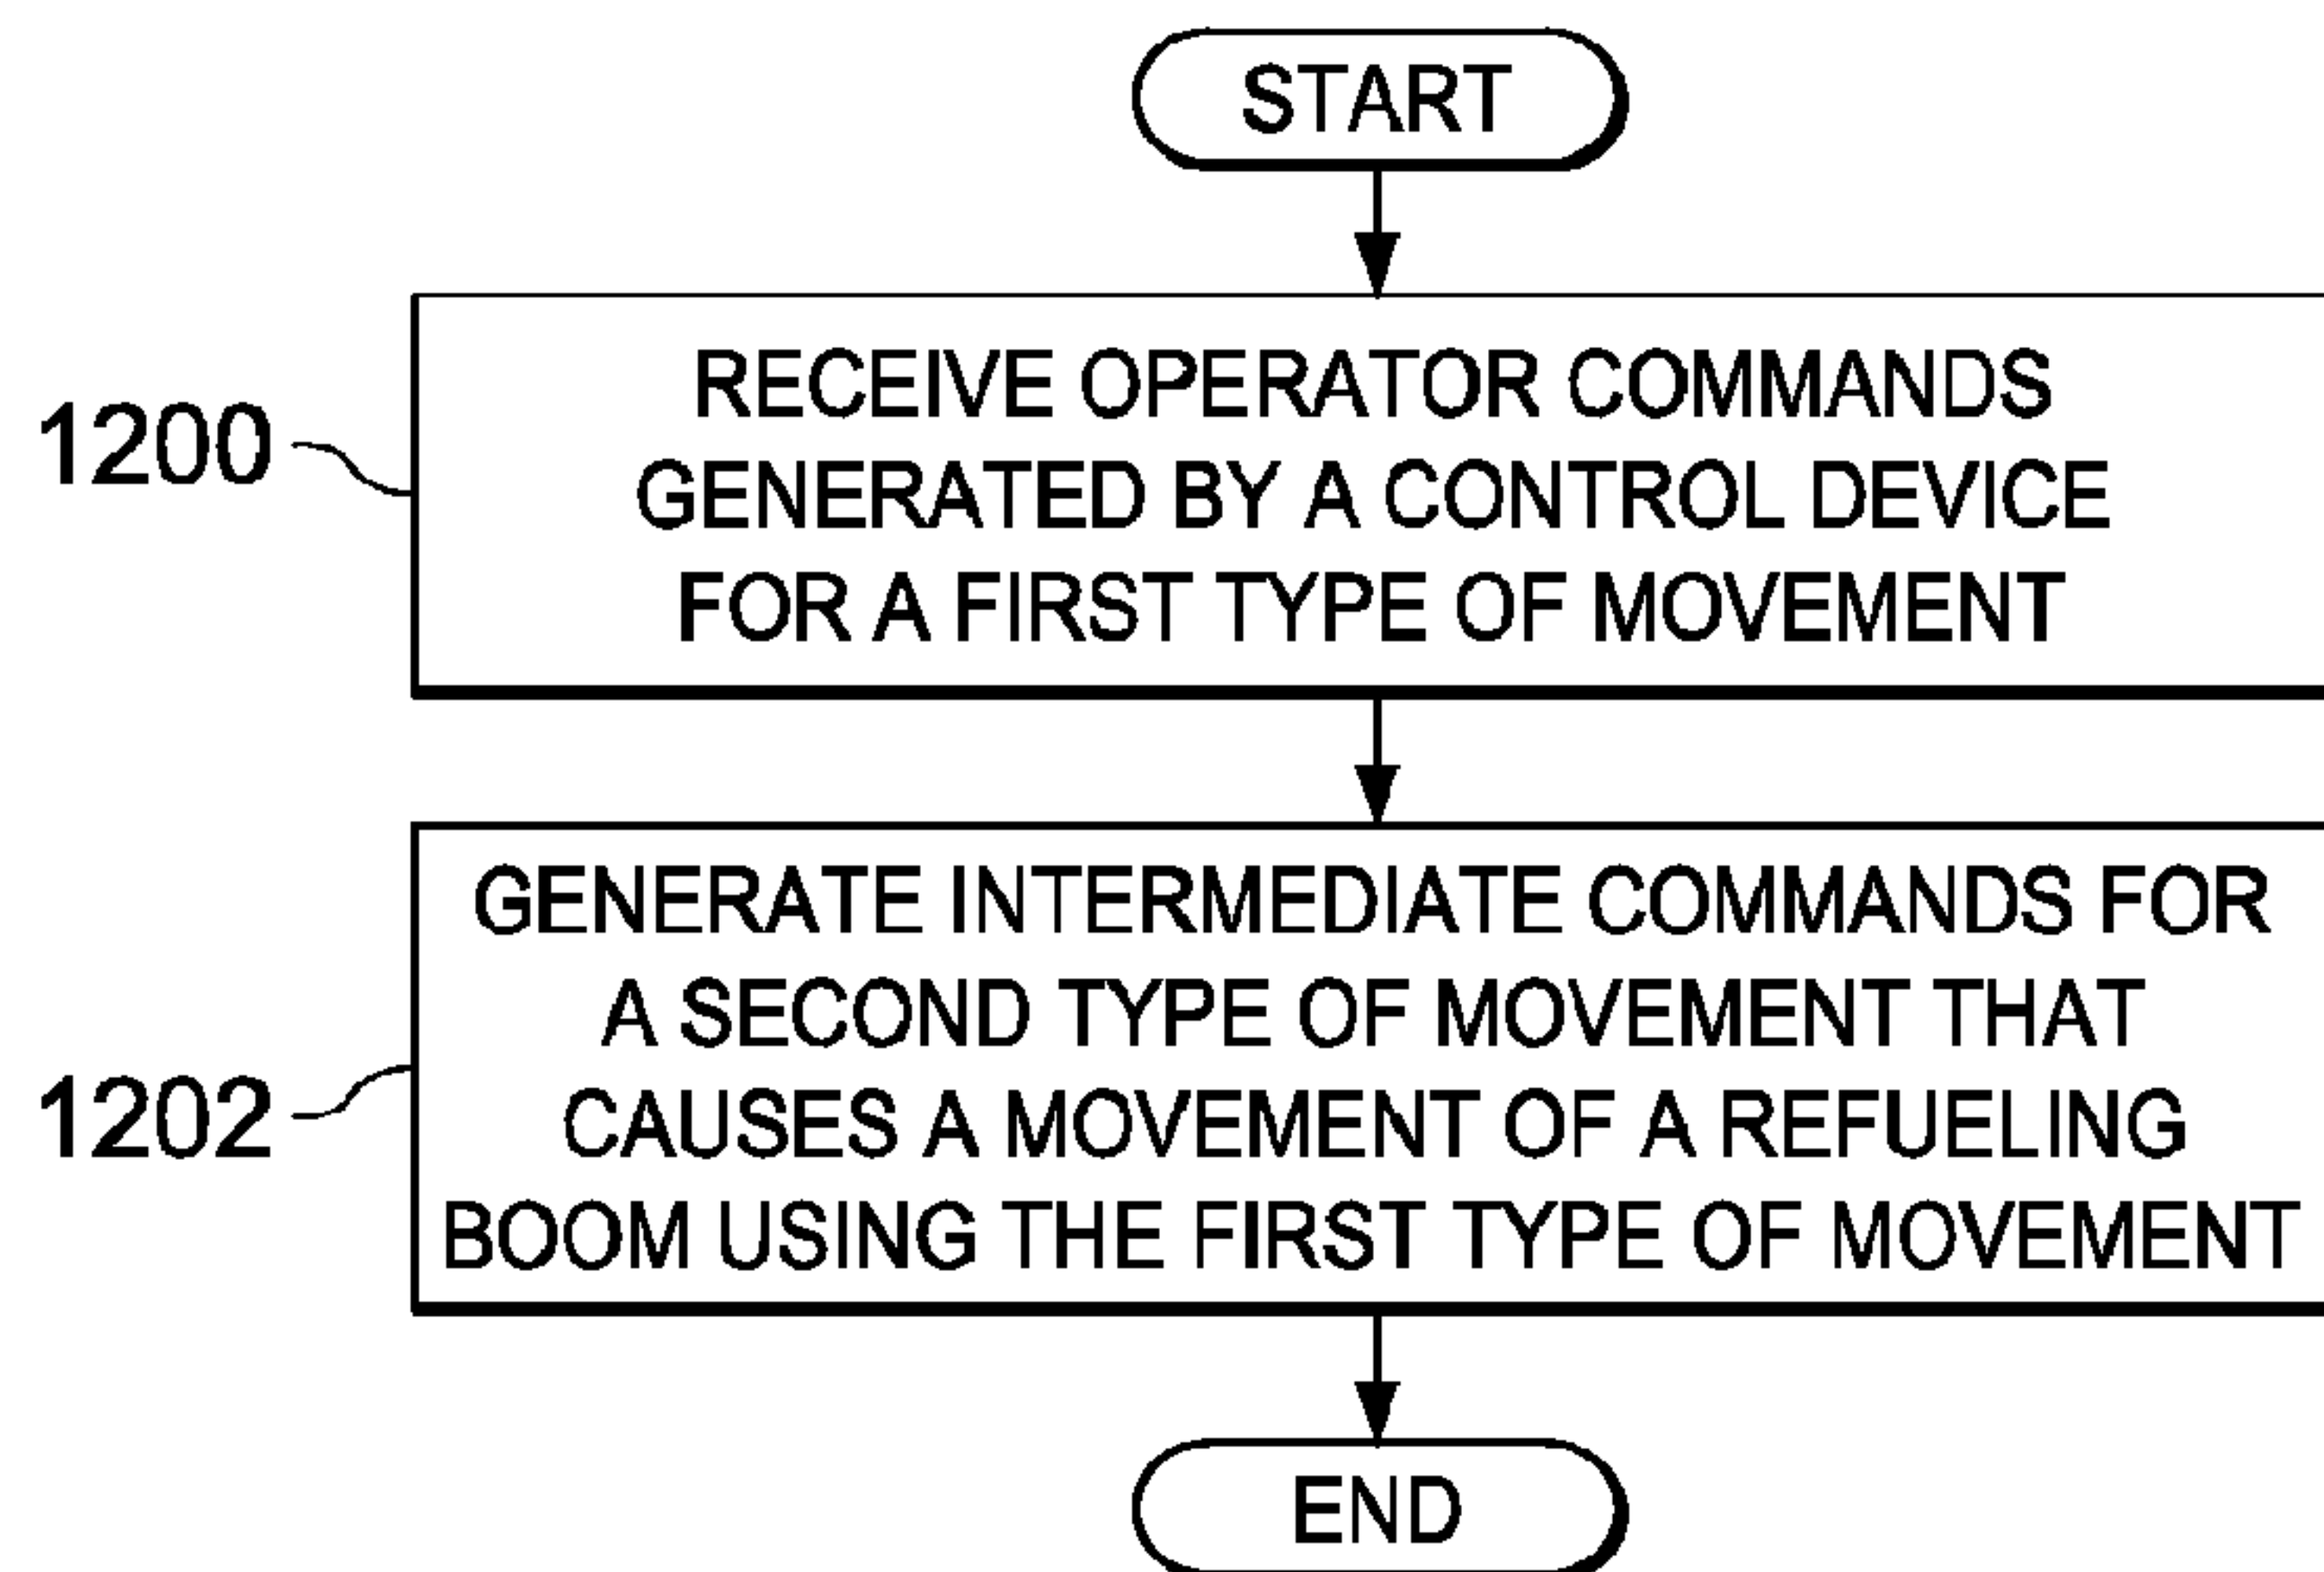 START
RECEIVE OPERATOR COMMANDS
GENERATED BY A CONTROL DEVICE
FOR A FIRST TYPE OF MOVEMENT
1200
GENERATE INTERMEDIATE COMMANDS FOR
A SECOND TYPE OF MOVEMENT THAT
CAUSES A MOVEMENT OF A REFUELING
BOOM USING THE FIRST TYPE OF MOVEMENT
1202
END